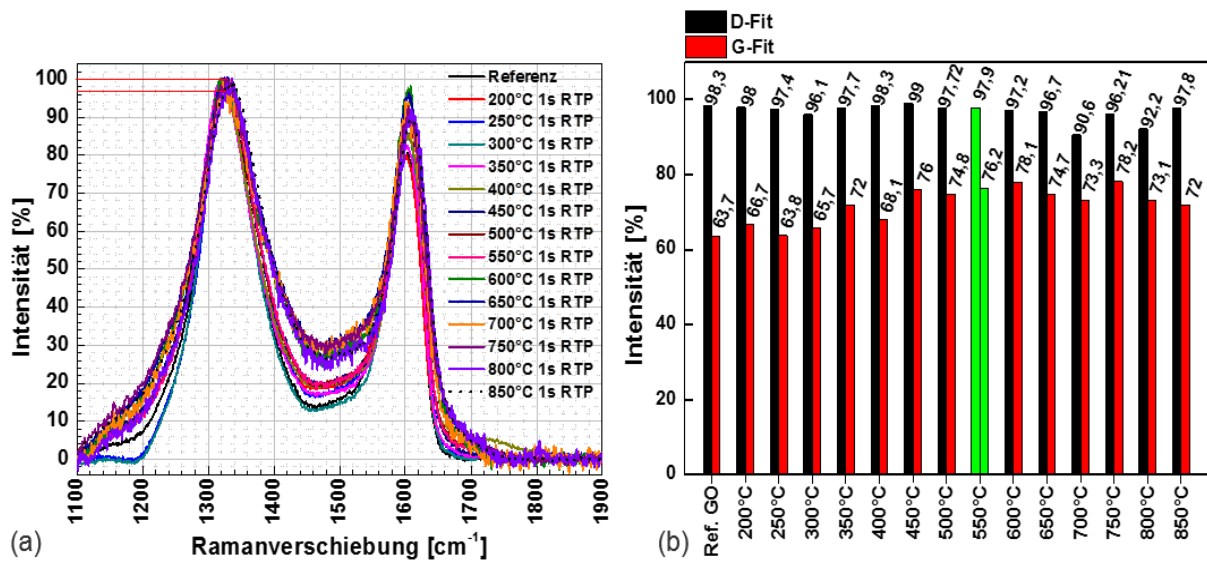 Intensität [%]
100
90
80
70
60
50
40
30
20
10
0
1100
1200
1300
1400
1500
1600
1700
1800
1900
Ramanverschiebung [cm⁻¹]
Referenz
200°C 1s RTP
250°C 1s RTP
300°C 1s RTP
350°C 1s RTP
400°C 1s RTP
450°C 1s RTP
500°C 1s RTP
550°C 1s RTP
600°C 1s RTP
650°C 1s RTP
700°C 1s RTP
750°C 1s RTP
800°C 1s RTP
850°C 1s RTP
(a)
D-Fit
G-Fit
Intensität [%]
100
80
60
40
20
0
98,3
63,7
98
66,7
97,4
63,8
96,1
65,7
97,7
72
98,3
68,1
99
76
97,72
74,8
97,9
76,2
97,2
78,1
96,7
74,7
90,6
73,3
96,21
78,2
92,2
73,1
97,8
72
Ref. GO
200°C
250°C
300°C
350°C
400°C
450°C
500°C
550°C
600°C
650°C
700°C
750°C
800°C
850°C
(b)